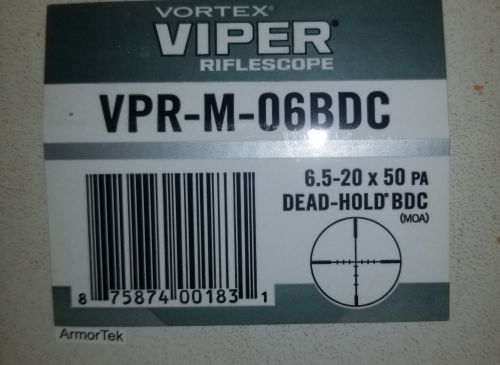 VORTEX®
VIPER®
RIFLESCOPE
VPR-M-06BDC
6.5-20 x 50 PA
DEAD-HOLD® BDC
(MOA)
8 75874 00183 1
ArmorTek